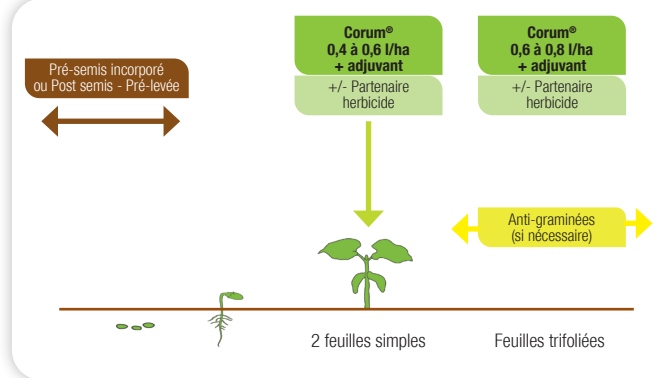 Pré-semis incorporé
ou Post semis - Pré-levée
Corum®
0,4 à 0,6 l/ha
+ adjuvant
+/- Partenaire
herbicide
Corum®
0,6 à 0,8 l/ha
+ adjuvant
+/- Partenaire
herbicide
Anti-graminées
(si nécessaire)
2 feuilles simples
Feuilles trifoliées